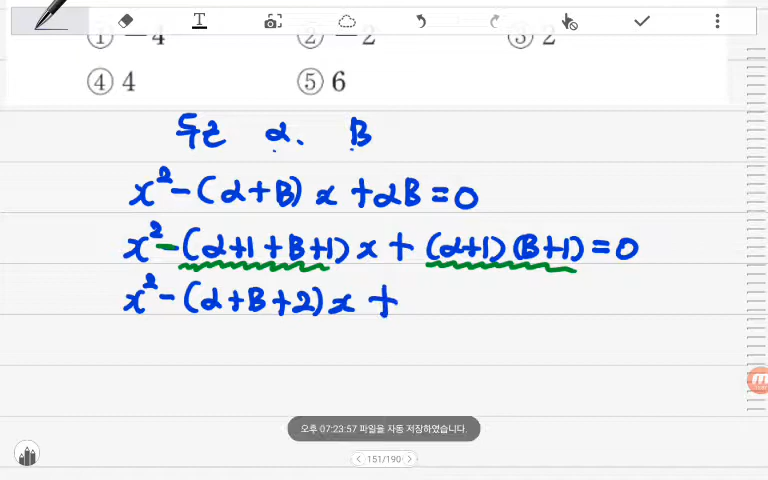 ① -4 ② -2 ③ 2
④ 4 ⑤ 6
두근 α. β
x²-(α+β)x+αβ=0
x²-(α+1+β+1)x+(α+1)(β+1)=0
x²-(α+β+2)x+
오후 07:23:57 파일을 자동 저장하였습니다.
151/190